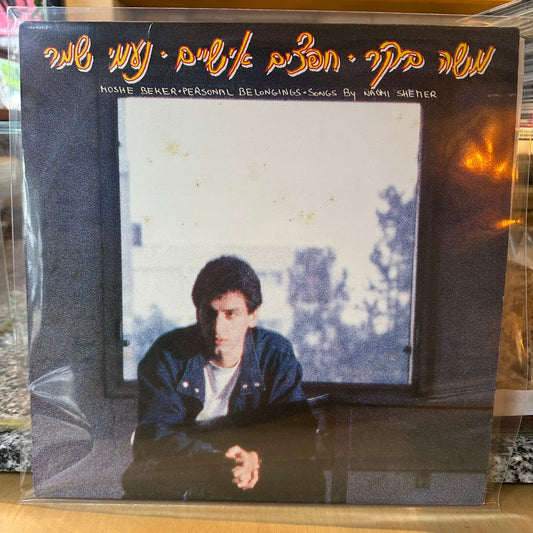 משה בקר · חפצים אישיים · נעמי שמר
MOSHE BEKER · PERSONAL BELONGINGS · SONGS BY NAOMI SHEMER